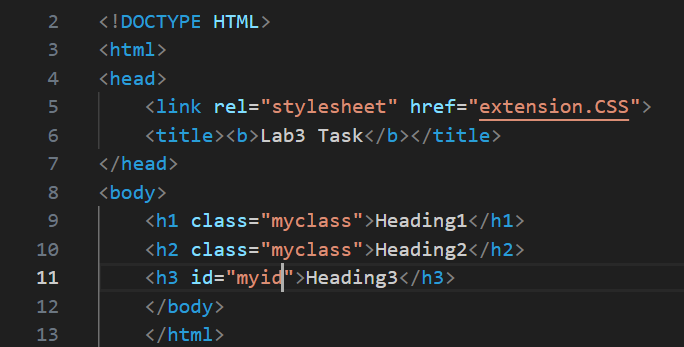 2 <!DOCTYPE HTML>
3 <html>
4 <head>
5 <link rel="stylesheet" href="extension.CSS">
6 <title><b>Lab3 Task</b></title>
7 </head>
8 <body>
9 <h1 class="myclass">Heading1</h1>
10 <h2 class="myclass">Heading2</h2>
11 <h3 id="myid">Heading3</h3>
12 </body>
13 </html>